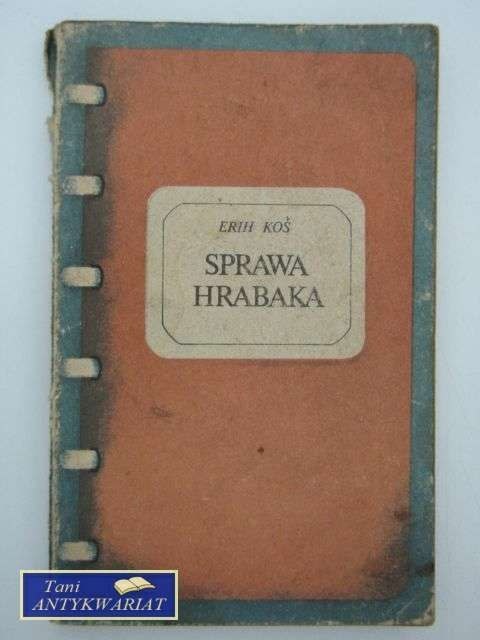 ERIH KOŠ
SPRAWA
HRABAKA
Tani
ANTYKWARIAT